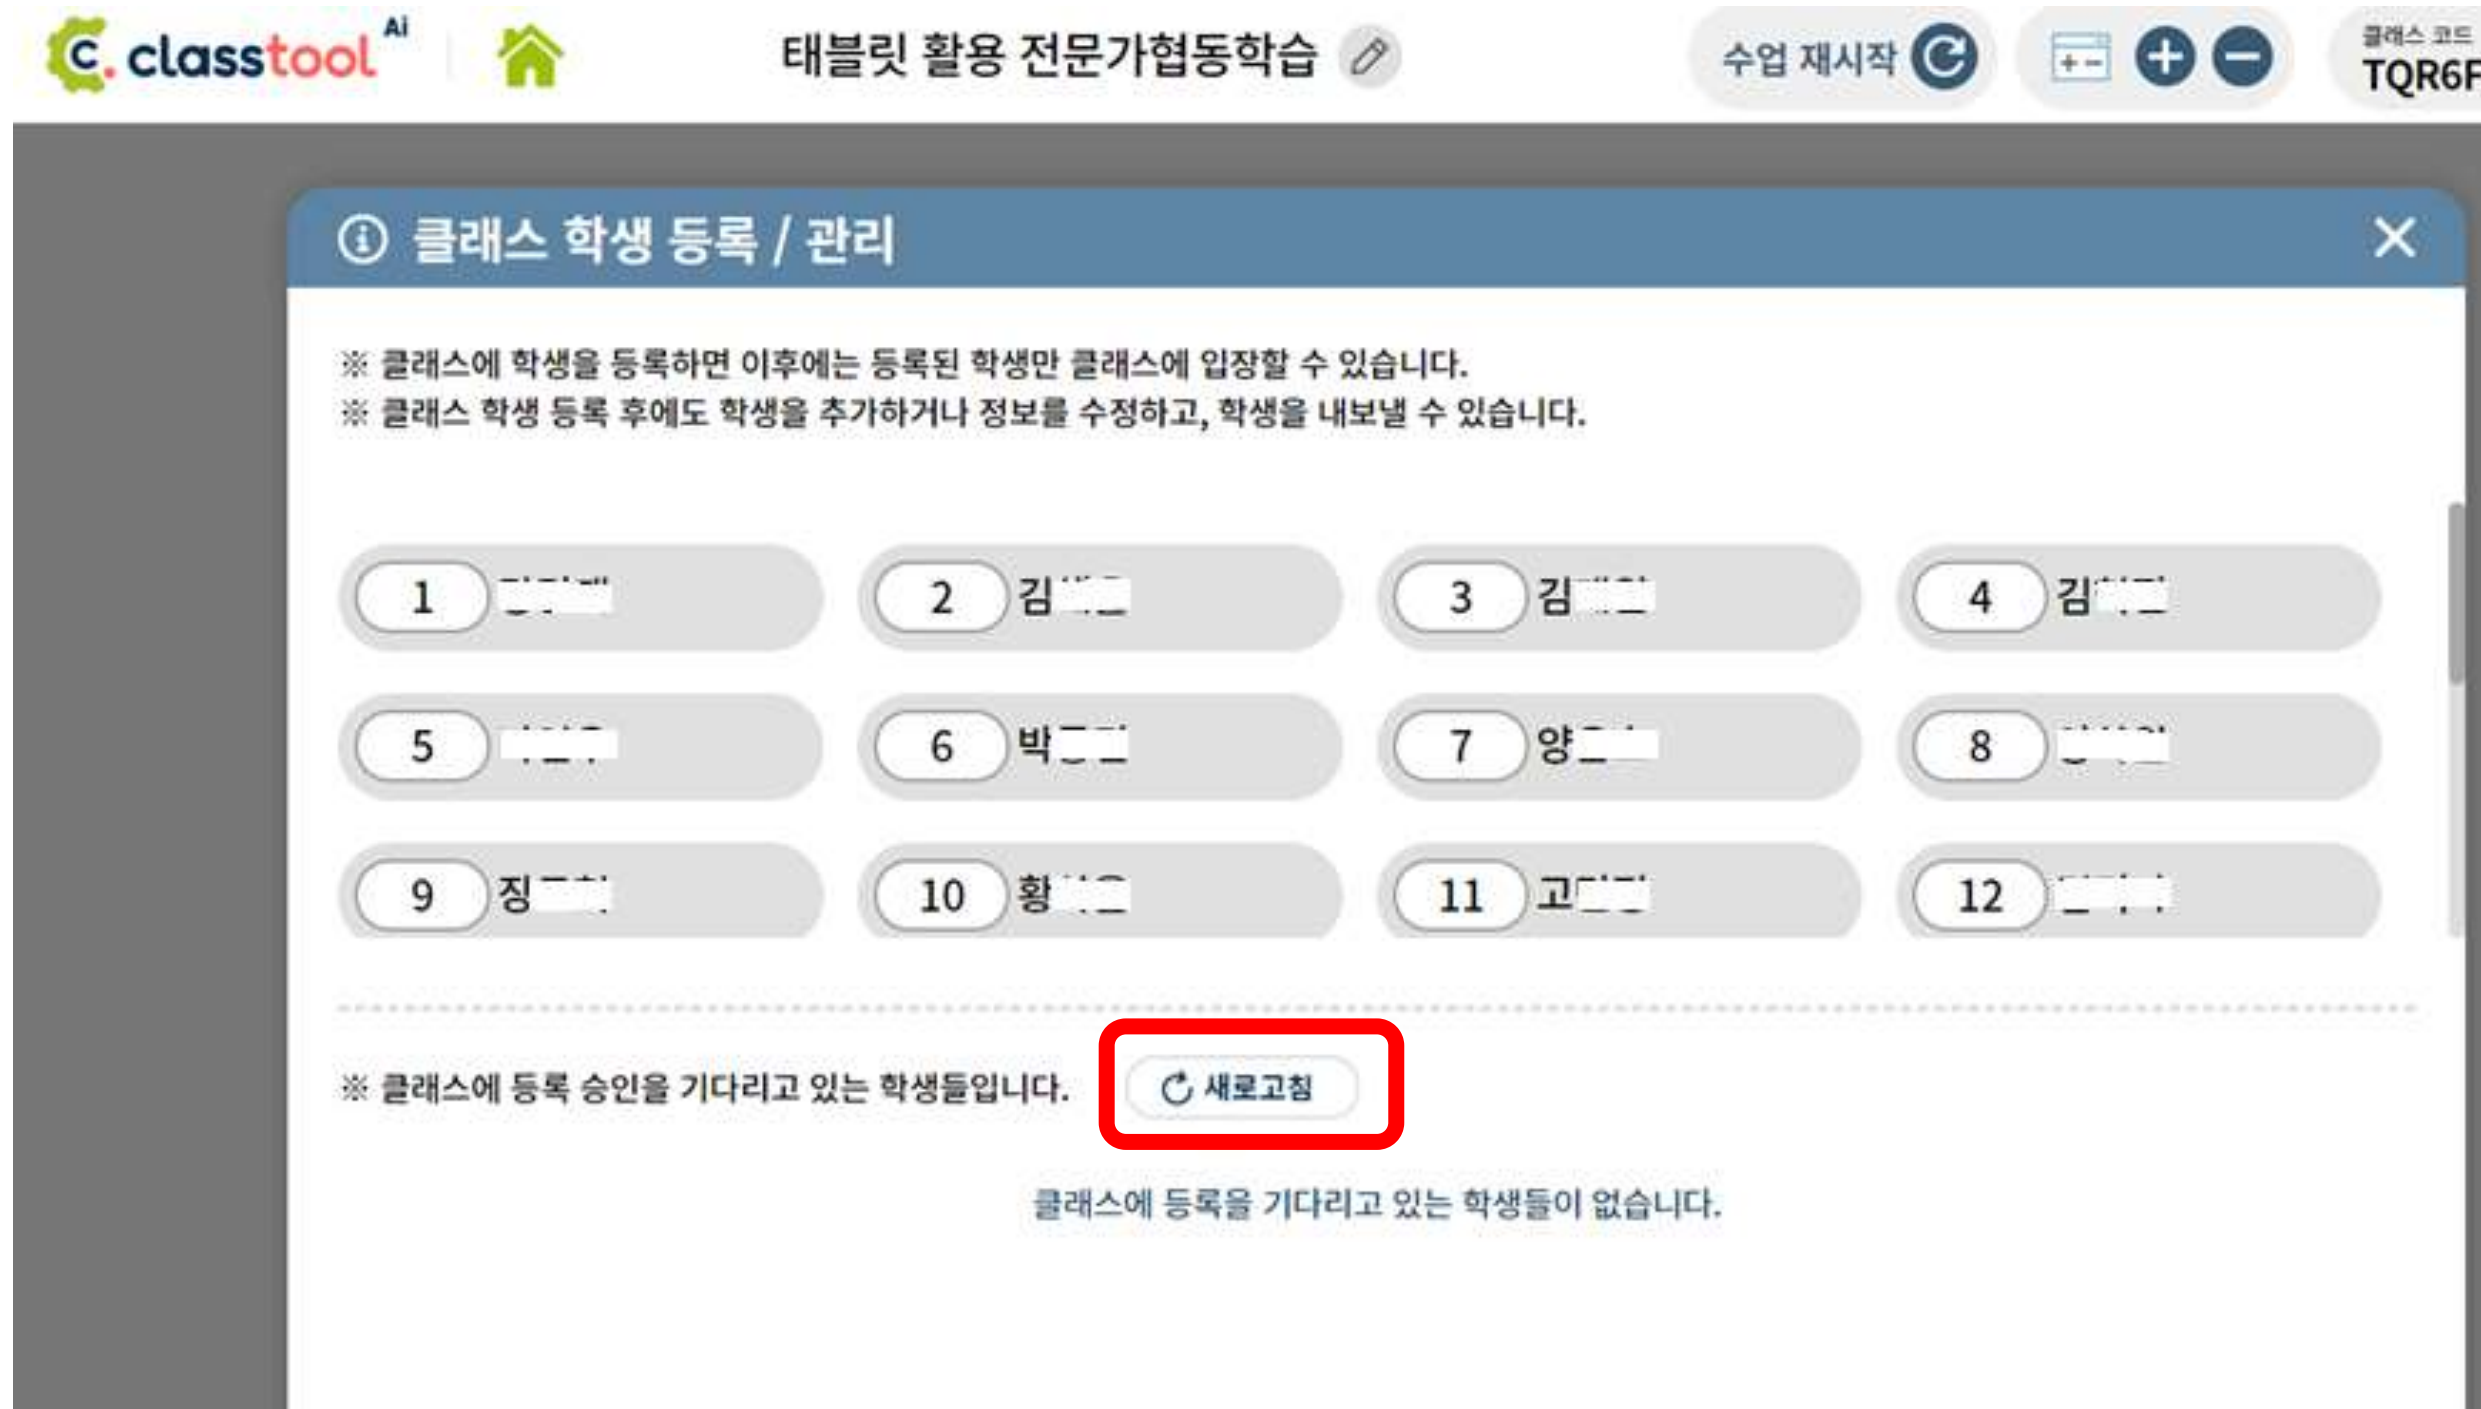 c. classtool Ai
태블릿 활용 전문가협동학습
수업 재시작
클래스 코드
TQR6F
클래스 학생 등록 / 관리
※ 클래스에 학생을 등록하면 이후에는 등록된 학생만 클래스에 입장할 수 있습니다.
※ 클래스 학생 등록 후에도 학생을 추가하거나 정보를 수정하고, 학생을 내보낼 수 있습니다.
1 2 김 3 김 4 김
5 6 박 7 양 8
9 징 10 황 11 고 12
※ 클래스에 등록 승인을 기다리고 있는 학생들입니다. 새로고침
클래스에 등록을 기다리고 있는 학생들이 없습니다.